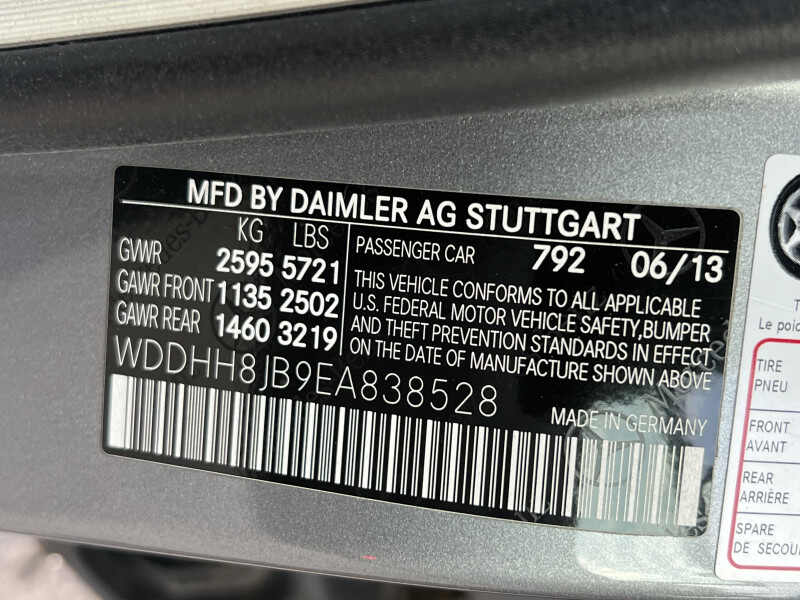 MFD BY DAIMLER AG STUTTGART
KG LBS
GVWR 2595 5721
GAWR FRONT 1135 2502
GAWR REAR 1460 3219
PASSENGER CAR 792 06/13
THIS VEHICLE CONFORMS TO ALL APPLICABLE
U.S. FEDERAL MOTOR VEHICLE SAFETY, BUMPER
AND THEFT PREVENTION STANDARDS IN EFFECT
ON THE DATE OF MANUFACTURE SHOWN ABOVE
WDDHH8JB9EA838528
MADE IN GERMANY
Le poi
TIRE
PNEU
FRONT
AVANT
REAR
ARRIÈRE
SPARE
DE SECOU